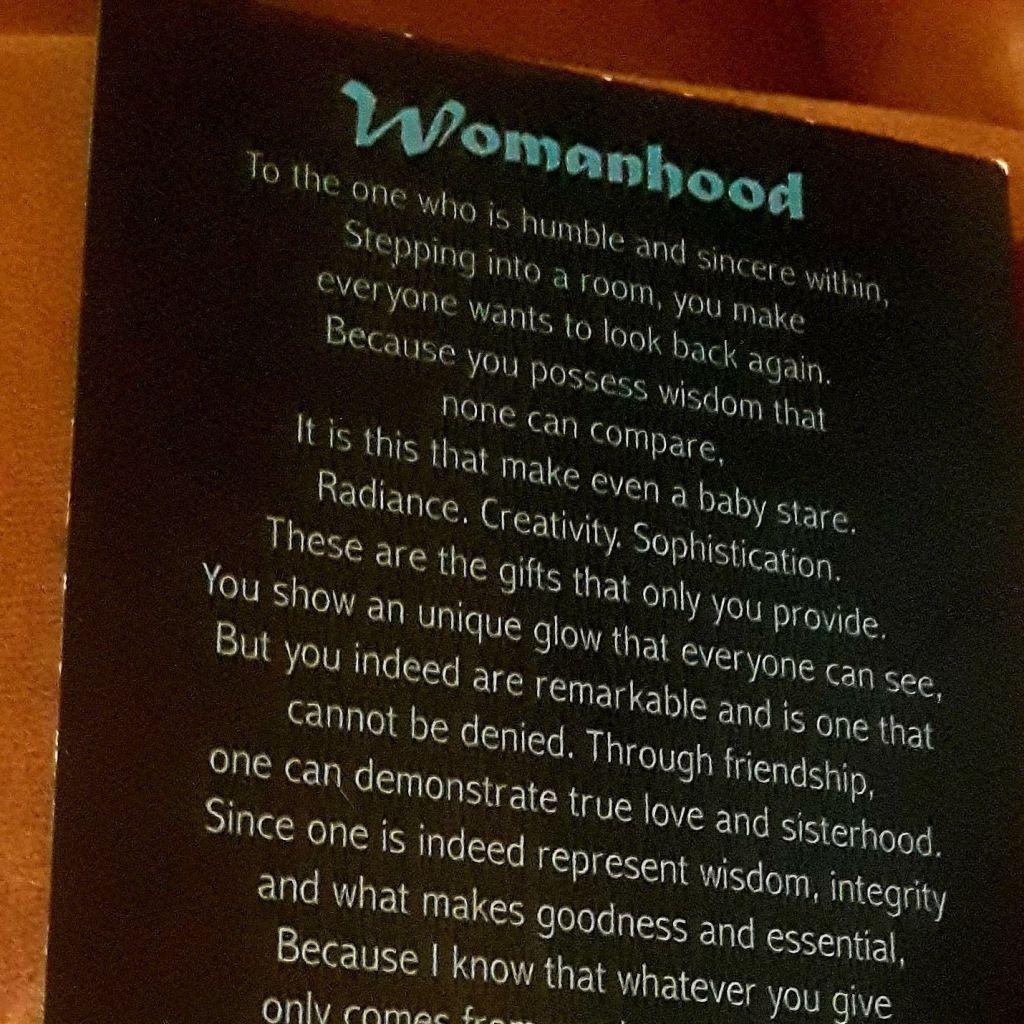 Womanhood
To the one who is humble and sincere within,
Stepping into a room, you make
everyone wants to look back again.
Because you possess wisdom that
none can compare,
It is this that make even a baby stare.
Radiance. Creativity. Sophistication.
These are the gifts that only you provide.
You show an unique glow that everyone can see,
But you indeed are remarkable and is one that
cannot be denied. Through friendship,
one can demonstrate true love and sisterhood.
Since one is indeed represent wisdom, integrity
and what makes goodness and essential,
Because I know that whatever you give
only comes from